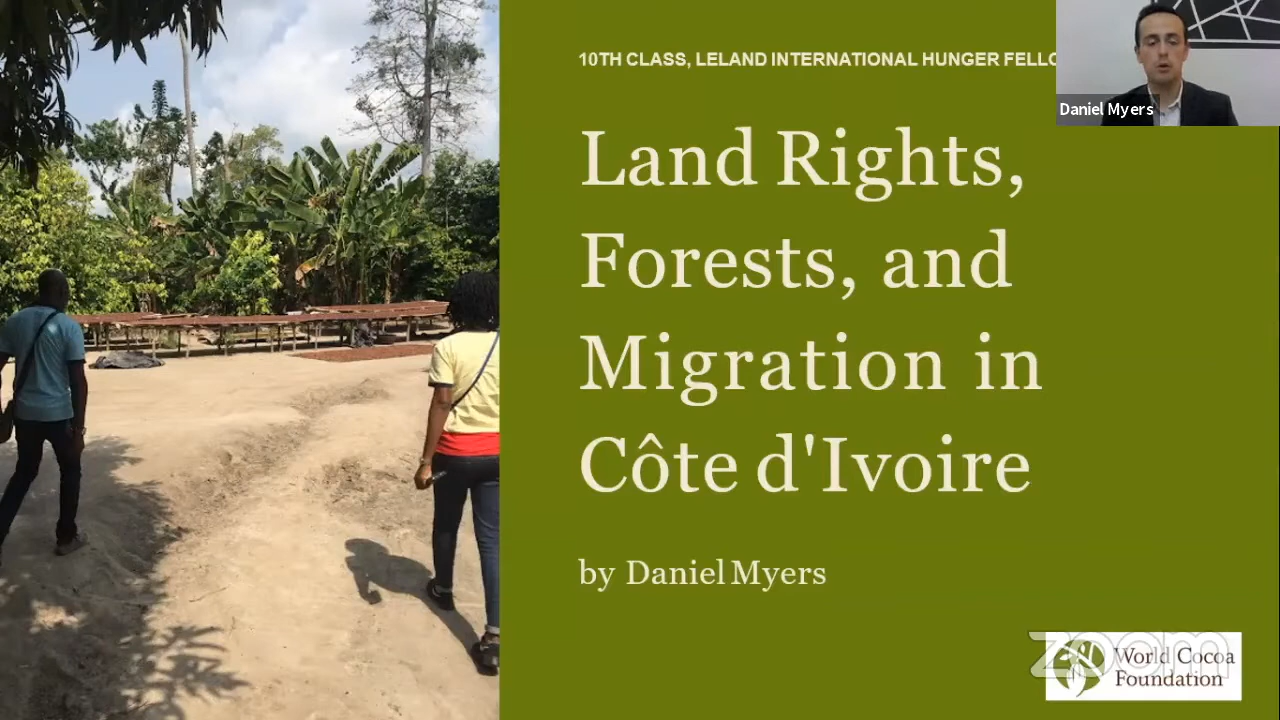 10TH CLASS, LELAND INTERNATIONAL HUNGER FELLO
Daniel Myers
Land Rights,
Forests, and
Migration in
Côte d'Ivoire
by Daniel Myers
zoom
World Cocoa
Foundation